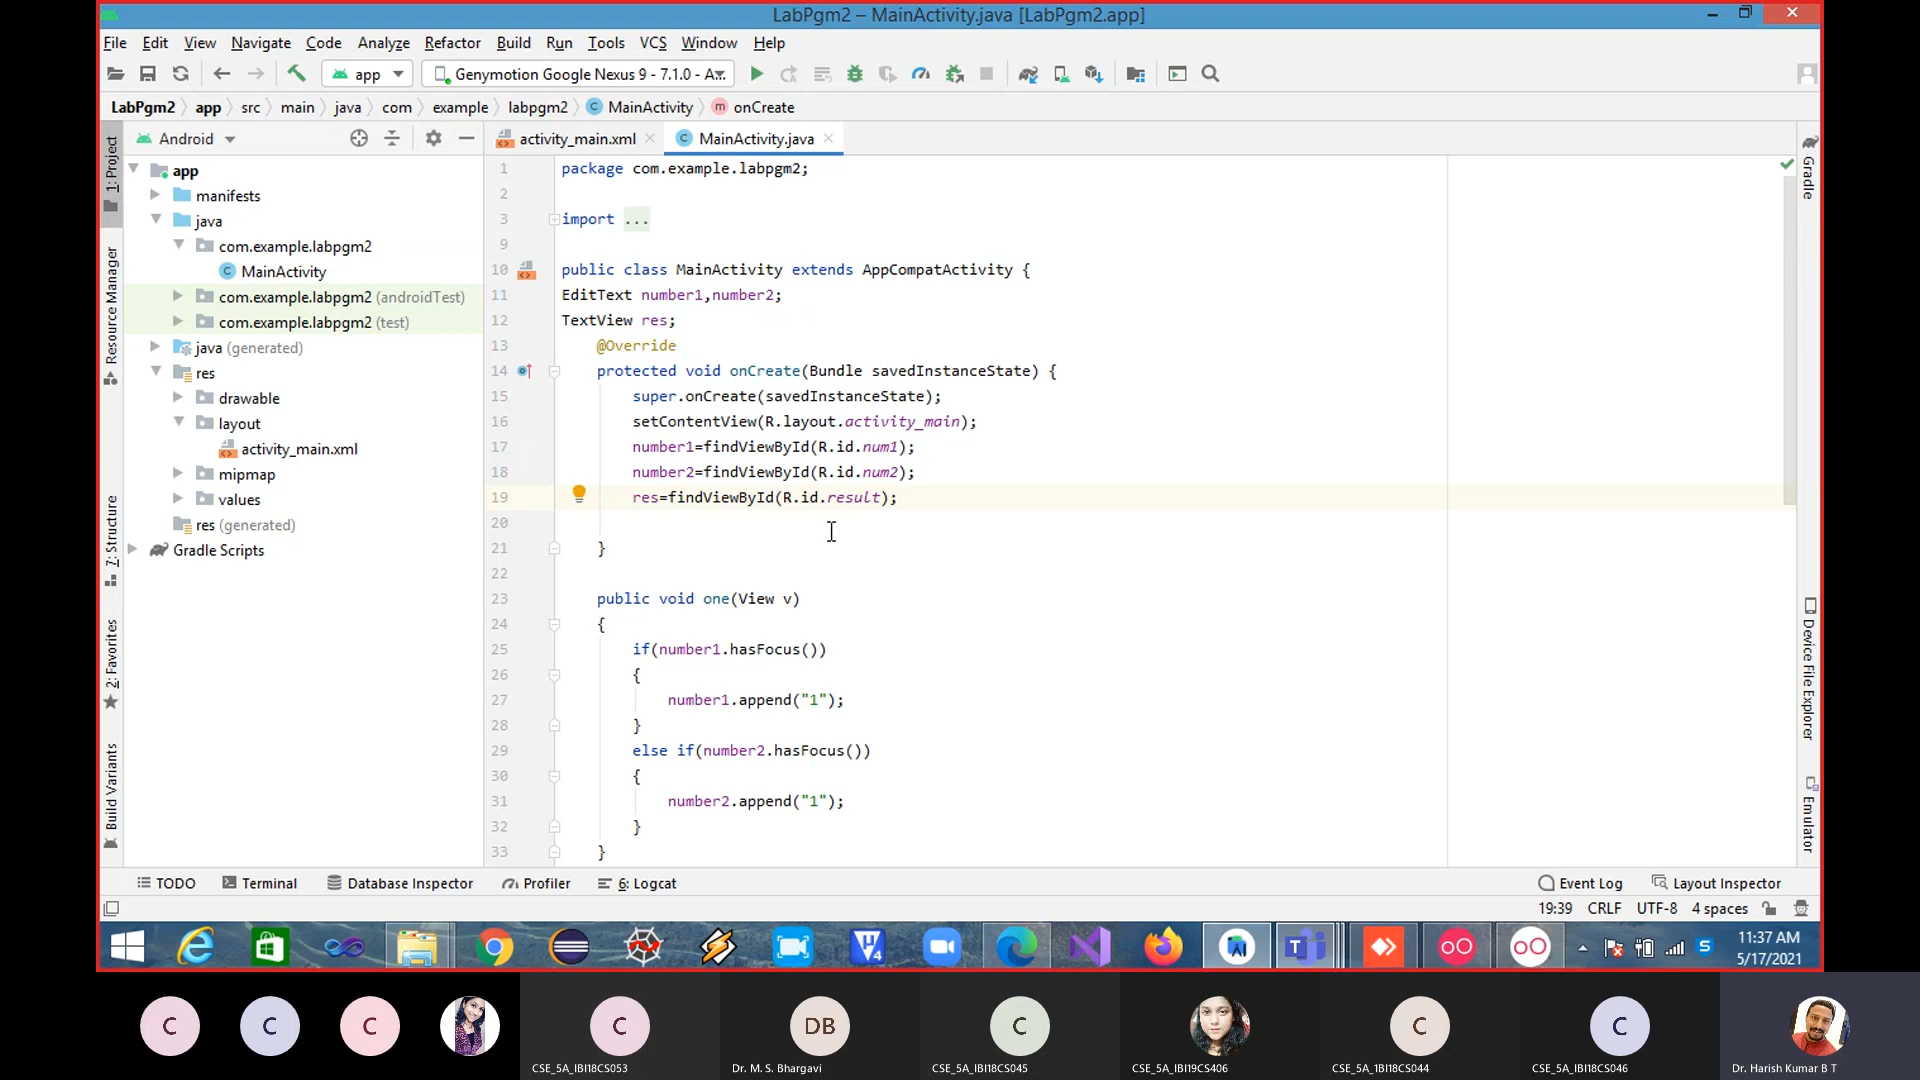 LabPgm2 – MainActivity.java [LabPgm2.app]
File Edit View Navigate Code Analyze Refactor Build Run Tools VCS Window Help
app Genymotion Google Nexus 9 - 7.1.0 - A
LabPgm2 app src main java com example labpgm2 MainActivity onCreate
Android activity_main.xml MainActivity.java
1: Project
Resource Manager
7: Structure
2: Favorites
Build Variants
app
manifests
java
com.example.labpgm2
MainActivity
com.example.labpgm2 (androidTest)
com.example.labpgm2 (test)
java (generated)
res
drawable
layout
activity_main.xml
mipmap
values
res (generated)
Gradle Scripts
1 package com.example.labpgm2;
2
3 import ...
9
10 public class MainActivity extends AppCompatActivity {
11 EditText number1,number2;
12 TextView res;
13 @Override
14 protected void onCreate(Bundle savedInstanceState) {
15 super.onCreate(savedInstanceState);
16 setContentView(R.layout.activity_main);
17 number1=findViewById(R.id.num1);
18 number2=findViewById(R.id.num2);
19 res=findViewById(R.id.result);
20
21 }
22
23 public void one(View v)
24 {
25 if(number1.hasFocus())
26 {
27 number1.append("1");
28 }
29 else if(number2.hasFocus())
30 {
31 number2.append("1");
32 }
33 }
Gradle
Device File Explorer
Emulator
TODO Terminal Database Inspector Profiler 6: Logcat Event Log Layout Inspector
19:39 CRLF UTF-8 4 spaces
11:37 AM
5/17/2021
C C C C DB C C C
CSE_5A_IBI18CS053 Dr. M. S. Bhargavi CSE_5A_IBI18CS045 CSE_5A_IBI19CS406 CSE_5A_1BI18CS044 CSE_5A_IBI18CS046 Dr. Harish Kumar B T